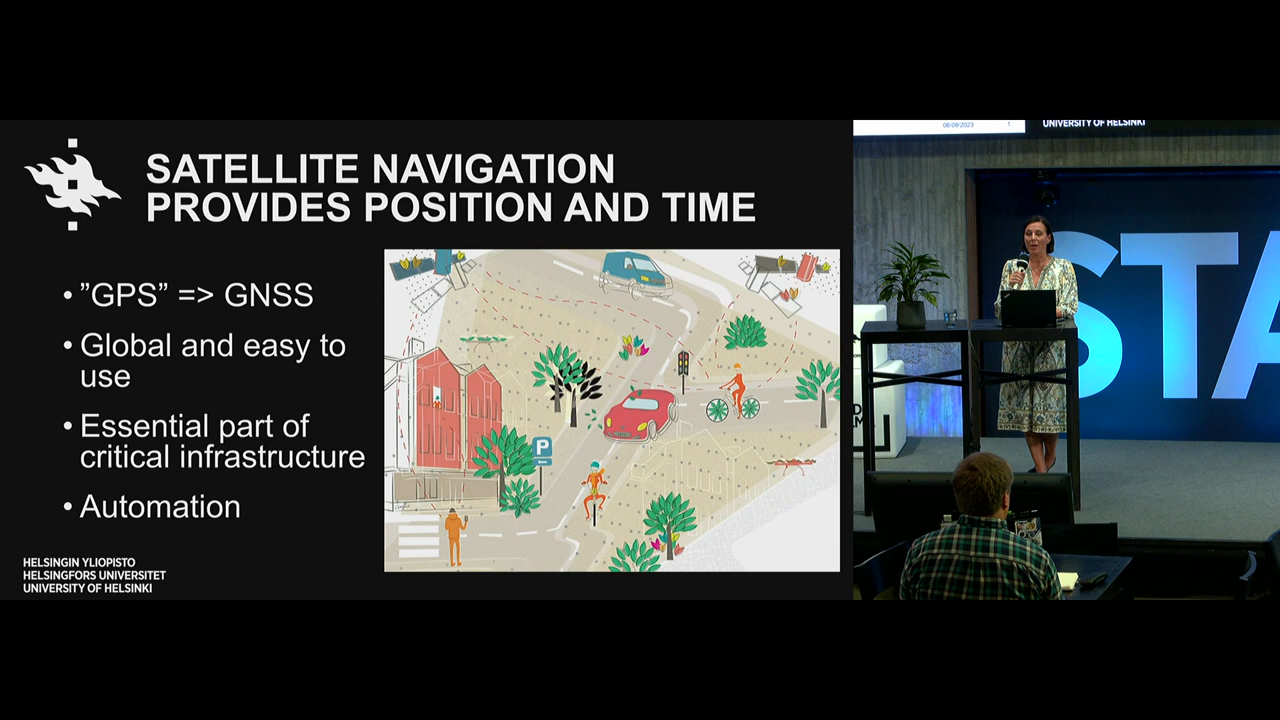 SATELLITE NAVIGATION
PROVIDES POSITION AND TIME
• ”GPS” => GNSS
• Global and easy to
use
• Essential part of
critical infrastructure
• Automation
P
HELSINGIN YLIOPISTO
HELSINGFORS UNIVERSITET
UNIVERSITY OF HELSINKI
06.09.2023 1
UNIVERSITY OF HELSINKI
STA